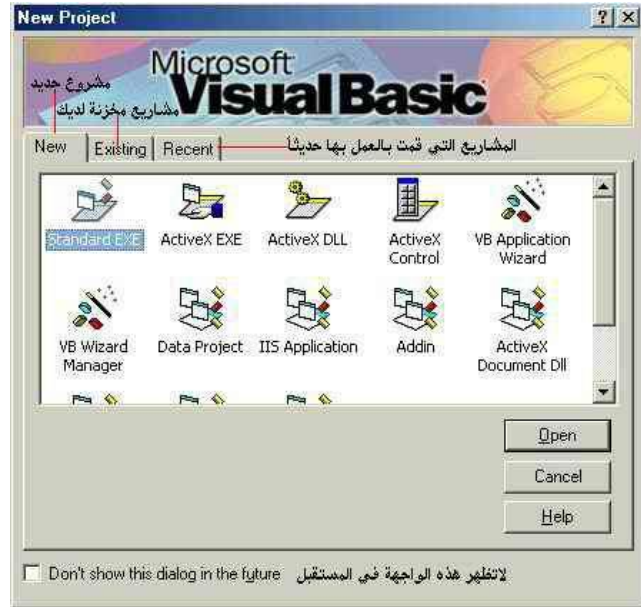 New Project
Microsoft
Visual Basic
مشروع جديد
مشاريع مخزنة لديك
New Existing Recent
المشاريع التي قمت بالعمل بها حديثاً
Standard EXE
ActiveX EXE
ActiveX DLL
ActiveX
Control
VB Application
Wizard
VB Wizard
Manager
Data Project
IIS Application
Addin
ActiveX
Document Dll
Open
Cancel
Help
Don't show this dialog in the future
لاتظهر هذه الواجهة في المستقبل